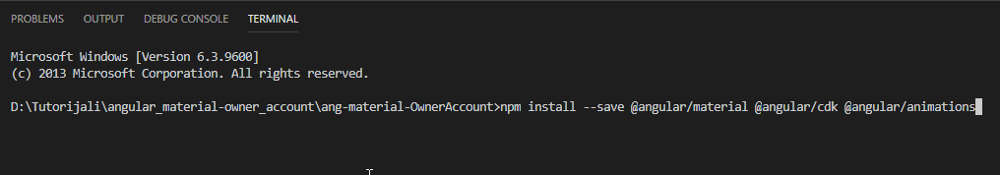 PROBLEMS OUTPUT DEBUG CONSOLE TERMINAL
Microsoft Windows [Version 6.3.9600]
(c) 2013 Microsoft Corporation. All rights reserved.
D:\Tutorijali\angular_material-owner_account\ang-material-OwnerAccount>npm install --save @angular/material @angular/cdk @angular/animations